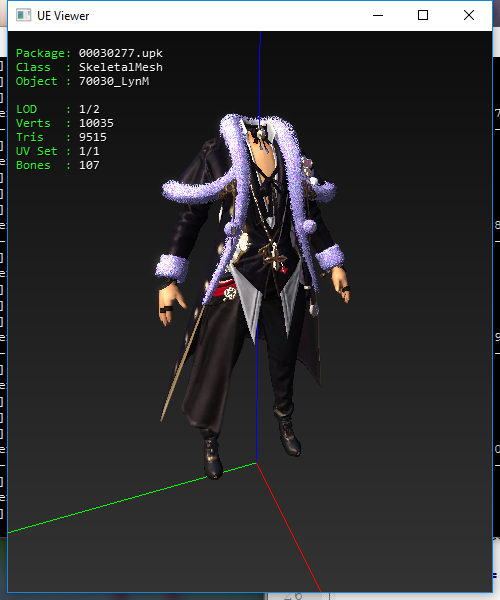 UE Viewer
Package: 00030277.upk
Class : SkeletalMesh
Object : 70030_LynM
LOD : 1/2
Verts : 10035
Tris : 9515
UV Set : 1/1
Bones : 107